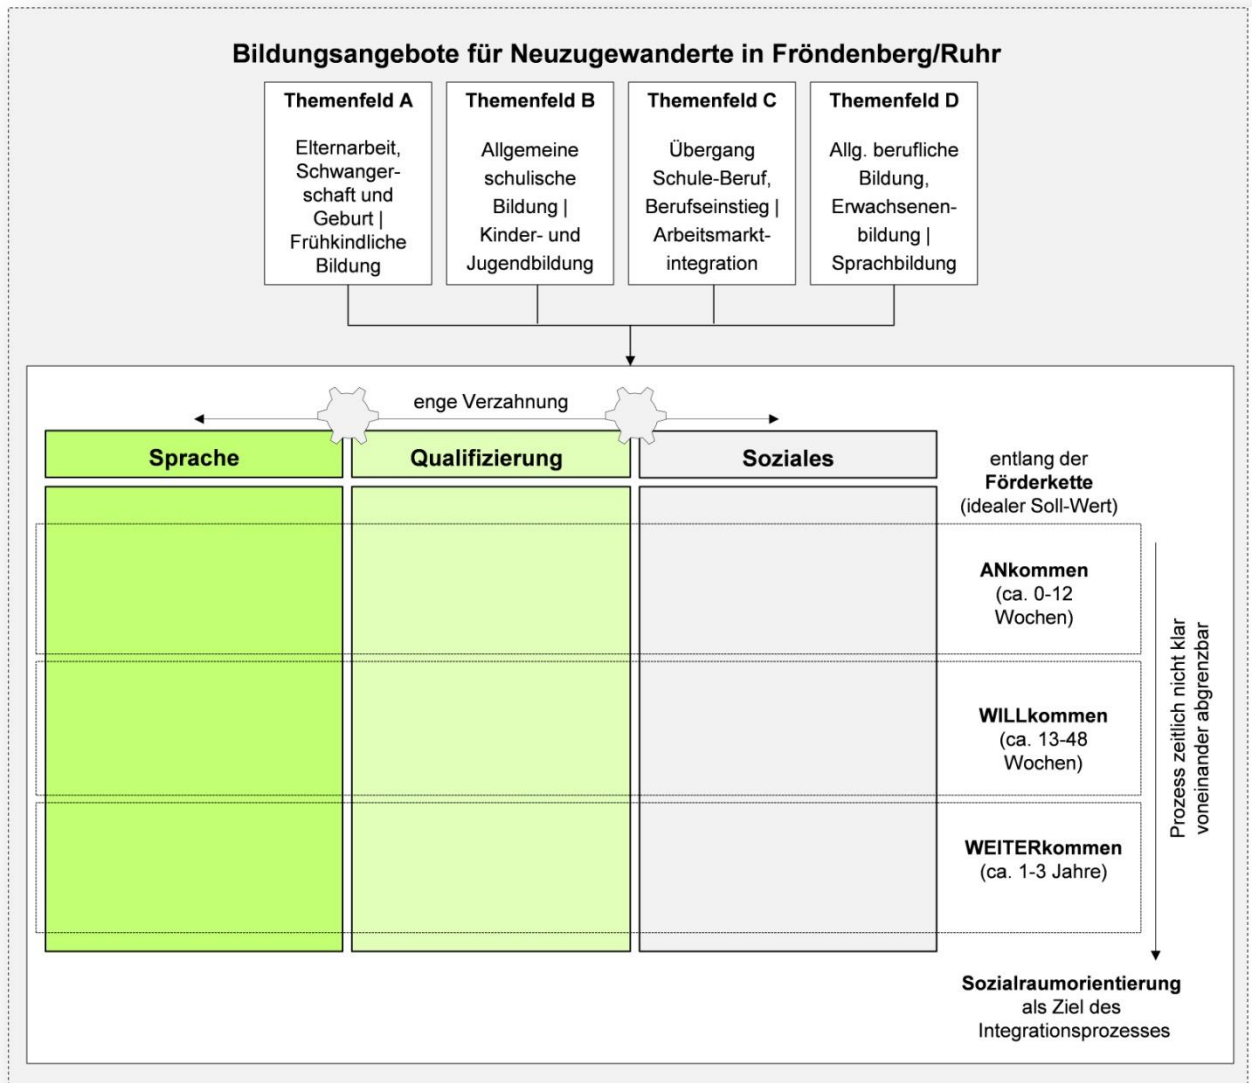 Bildungsangebote für Neuzugewanderte in Fröndenberg/Ruhr
Themenfeld A
Elternarbeit,
Schwanger-
schaft und
Geburt |
Frühkindliche
Bildung
Themenfeld B
Allgemeine
schulische
Bildung |
Kinder- und
Jugendbildung
Themenfeld C
Übergang
Schule-Beruf,
Berufseinstieg |
Arbeitsmarkt-
integration
Themenfeld D
Allg. berufliche
Bildung,
Erwachsenen-
bildung |
Sprachbildung
enge Verzahnung
Sprache
Qualifizierung
Soziales
entlang der
Förderkette
(idealer Soll-Wert)
ANkommen
(ca. 0-12
Wochen)
WILLkommen
(ca. 13-48
Wochen)
WEITERkommen
(ca. 1-3 Jahre)
Prozess zeitlich nicht klar
voneinander abgrenzbar
Sozialraumorientierung
als Ziel des
Integrationsprozesses